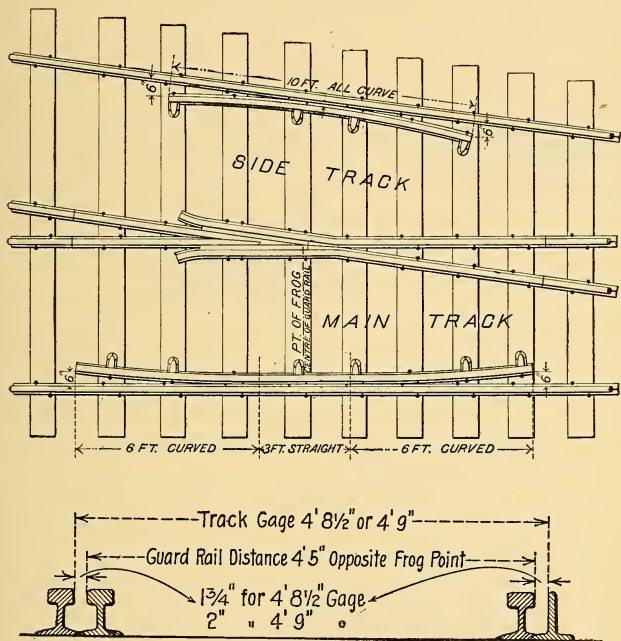 10 FT. ALL CURVE
6"
6"
SIDE TRACK
PT. OF FROG
CENTRE OF GUARD RAIL
MAIN TRACK
6"
6"
6 FT. CURVED
3FT. STRAIGHT
6 FT. CURVED
Track Gage 4' 8½" or 4' 9"
Guard Rail Distance 4' 5" Opposite Frog Point
1¾" for 4' 8½" Gage
2" " 4' 9" "